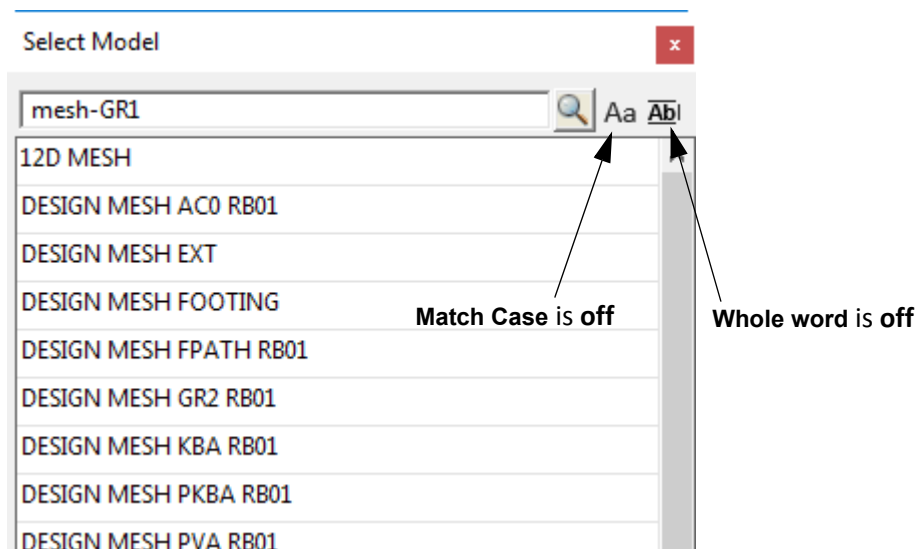 Select Model
x
mesh-GR1
Aa Abl
12D MESH
DESIGN MESH AC0 RB01
DESIGN MESH EXT
DESIGN MESH FOOTING
Match Case is off
Whole word is off
DESIGN MESH FPATH RB01
DESIGN MESH GR2 RB01
DESIGN MESH KBA RB01
DESIGN MESH PKBA RB01
DESIGN MESH PVA RB01